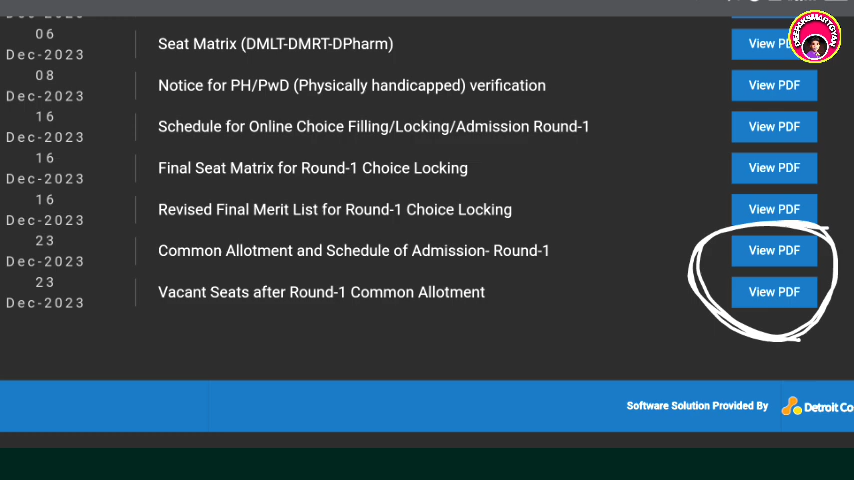 06
Dec-2023
Seat Matrix (DMLT-DMRT-DPharm)
View PDF
DEEPAKSMARTGYAN
08
Dec-2023
Notice for PH/PwD (Physically handicapped) verification
View PDF
16
Dec-2023
Schedule for Online Choice Filling/Locking/Admission Round-1
View PDF
16
Dec-2023
Final Seat Matrix for Round-1 Choice Locking
View PDF
16
Dec-2023
Revised Final Merit List for Round-1 Choice Locking
View PDF
23
Dec-2023
Common Allotment and Schedule of Admission- Round-1
View PDF
23
Dec-2023
Vacant Seats after Round-1 Common Allotment
View PDF
Software Solution Provided By
Detroit Co